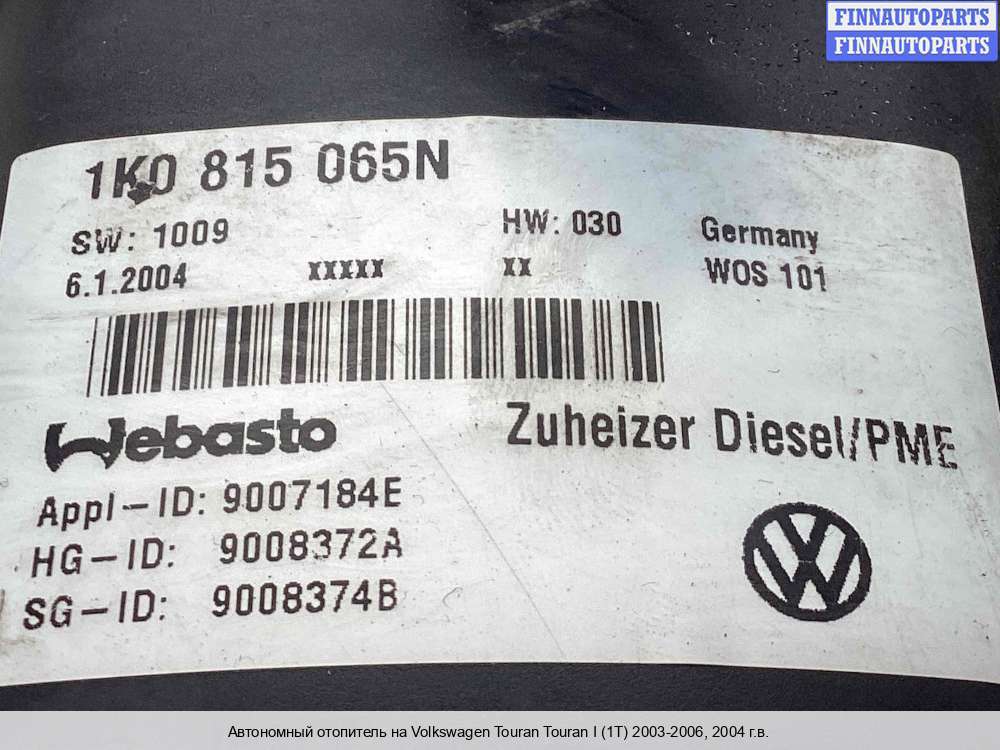 FINNAUTOPARTS
FINNAUTOPARTS
1K0 815 065N
SW: 1009 HW: 030 Germany
6.1.2004 XXXXX XX WOS 101
Webasto Zuheizer Diesel/PME
Appl-ID: 9007184E
HG-ID: 9008372A
SG-ID: 9008374B
Автономный отопитель на Volkswagen Touran Touran I (1T) 2003-2006, 2004 г.в.